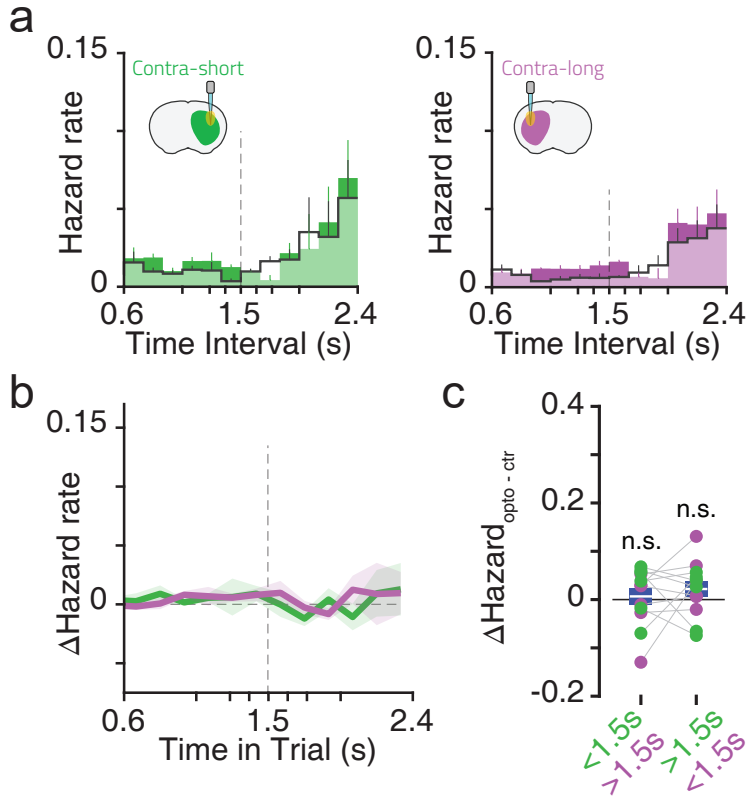 a
0.15
Contra-short
Hazard rate
0
0.6
1.5
2.4
Time Interval (s)
0.15
Contra-long
Hazard rate
0
0.6
1.5
2.4
Time Interval (s)
b
0.15
ΔHazard rate
0
0.6
1.5
2.4
Time in Trial (s)
c
0.4
0.2
0
-0.2
ΔHazard opto - ctr
n.s.
n.s.
<1.5s
>1.5s
>1.5s
<1.5s